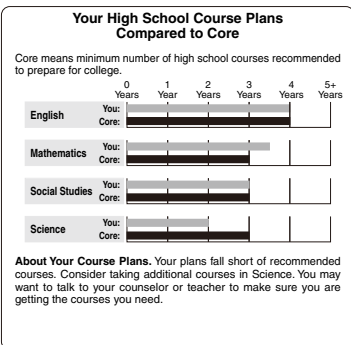 Your High School Course Plans
Compared to Core
Core means minimum number of high school courses recommended
to prepare for college.
0 1 2 3 4 5+
Years Year Years Years Years Years
English You:
Core:
Mathematics You:
Core:
Social Studies You:
Core:
Science You:
Core:
About Your Course Plans. Your plans fall short of recommended
courses. Consider taking additional courses in Science. You may
want to talk to your counselor or teacher to make sure you are
getting the courses you need.